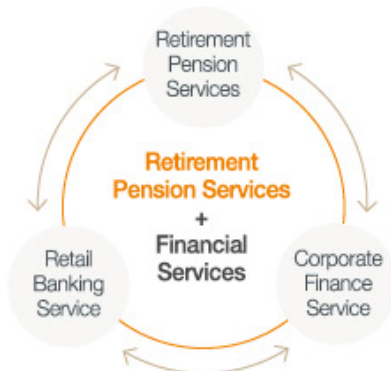 Retirement
Pension
Services
Retirement
Pension Services
+
Financial
Services
Retail
Banking
Service
Corporate
Finance
Service